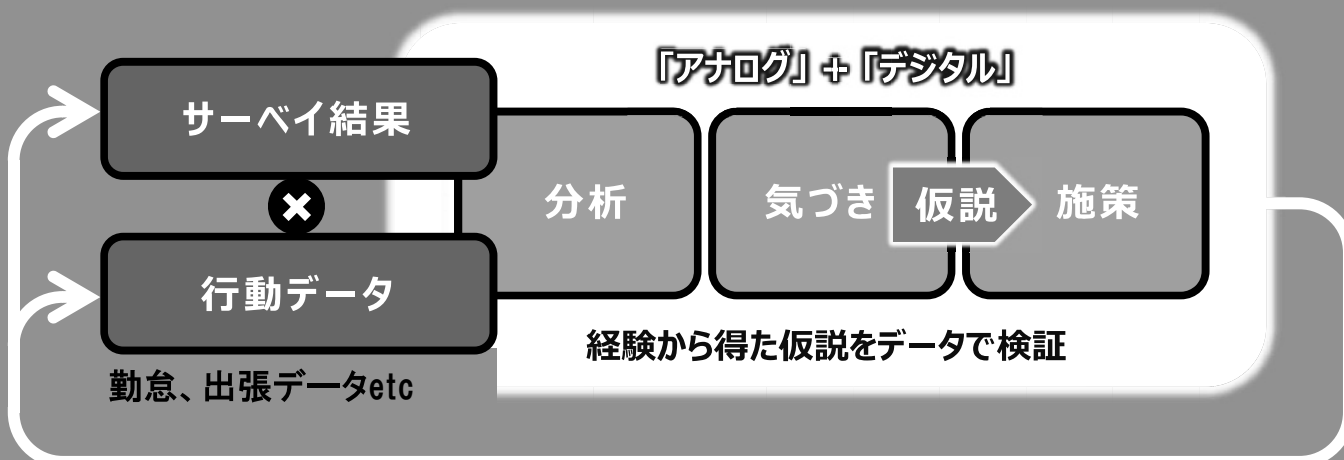 「アナログ」+「デジタル」
サーベイ結果
行動データ
勤怠、出張データetc
分析
気づき
仮説
施策
経験から得た仮説をデータで検証